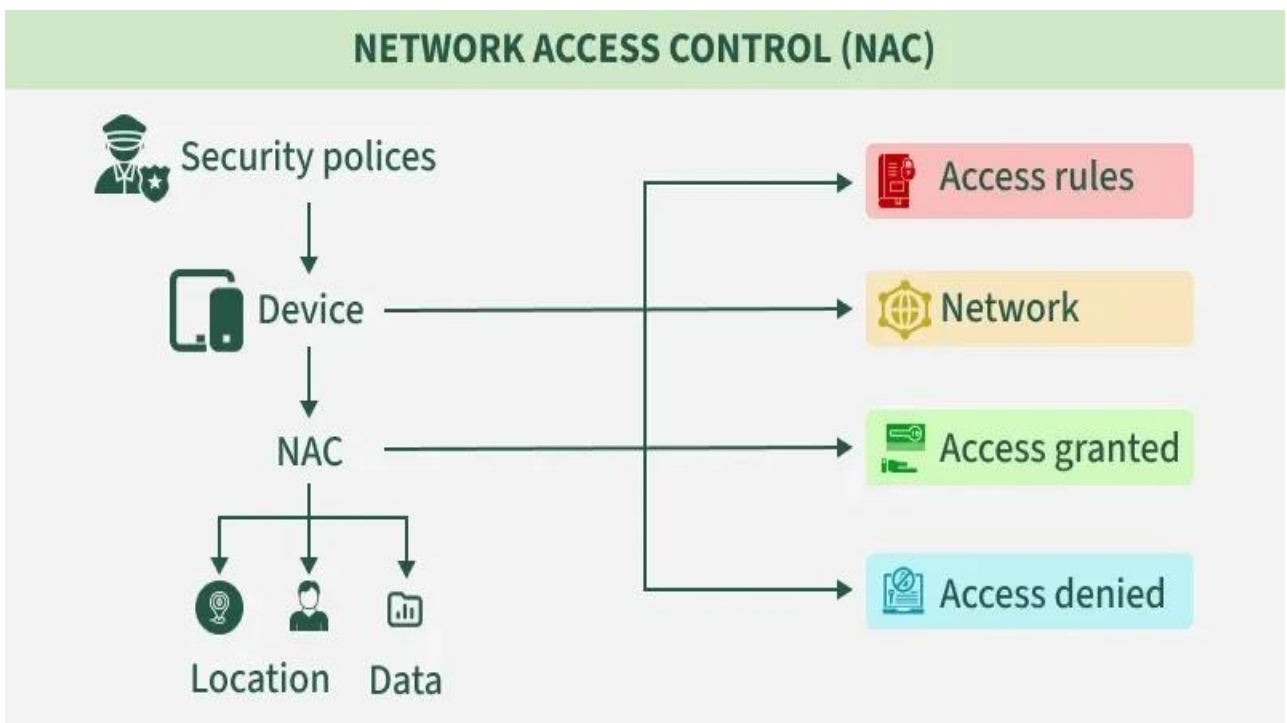 NETWORK ACCESS CONTROL (NAC)
Security polices
Device
NAC
Location
Data
Access rules
Network
Access granted
Access denied